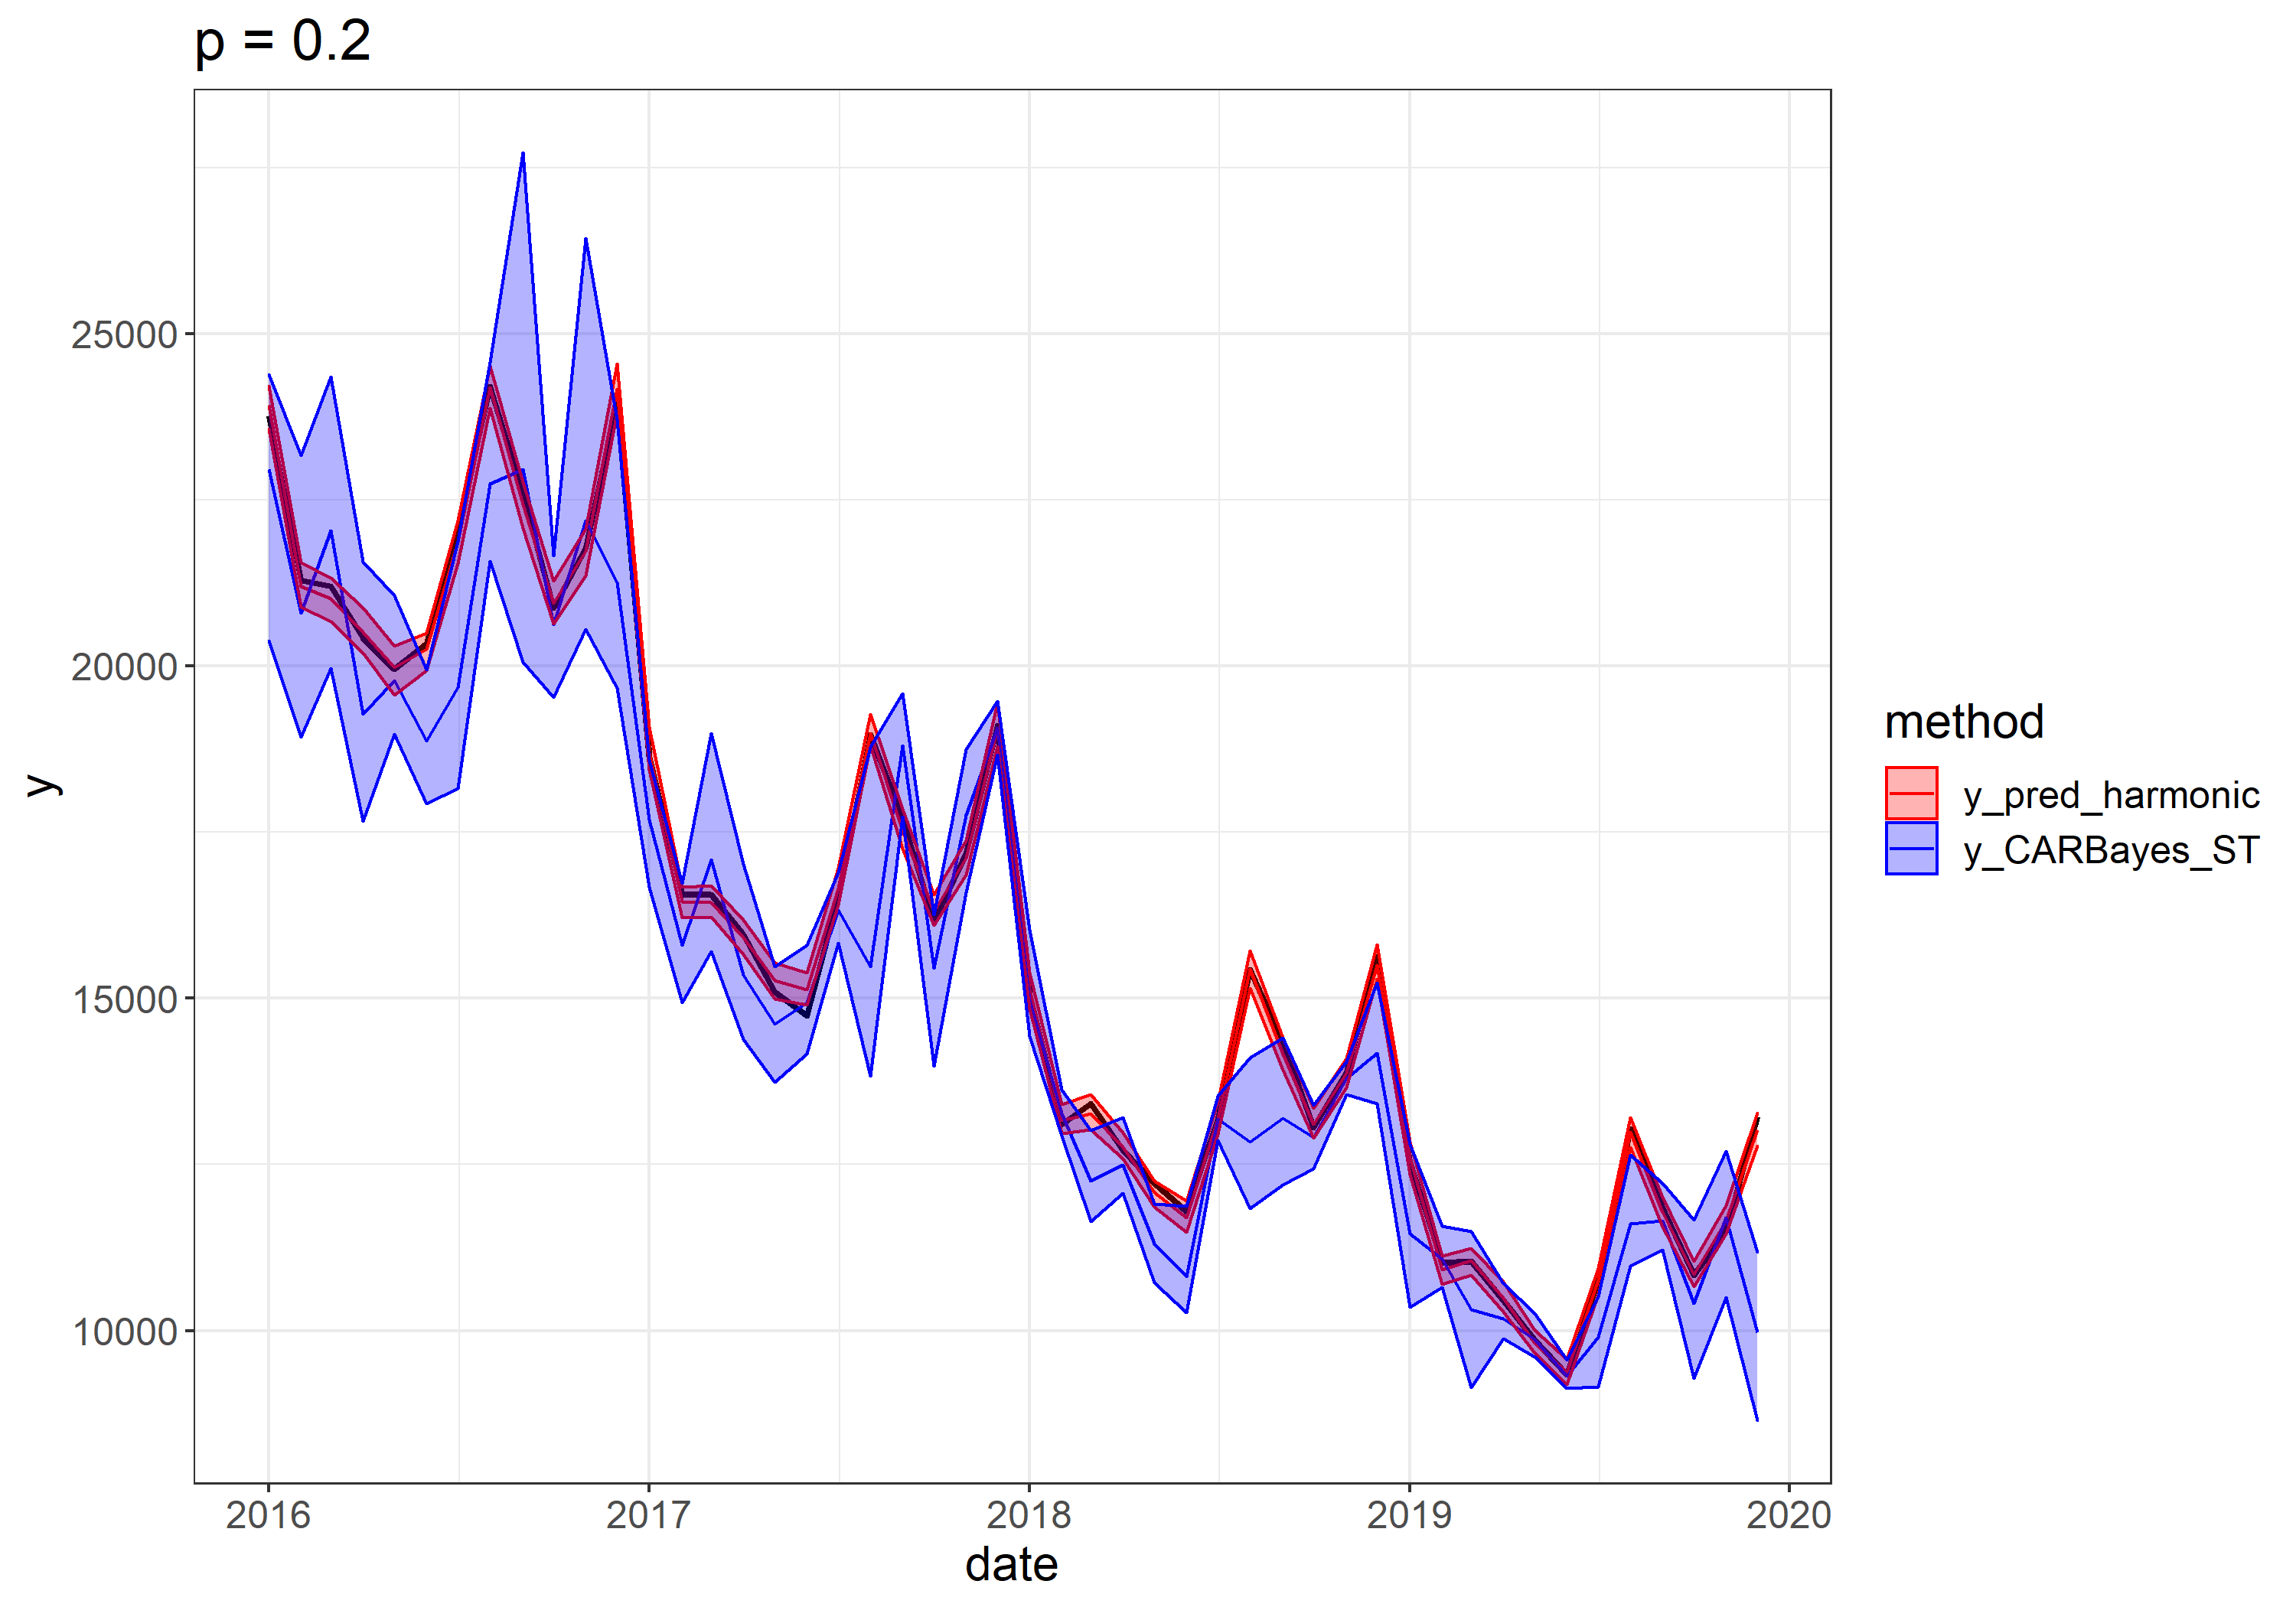 p = 0.2
25000
20000
15000
10000
y
2016 2017 2018 2019 2020
date
method
y_pred_harmonic
y_CARBayes_ST